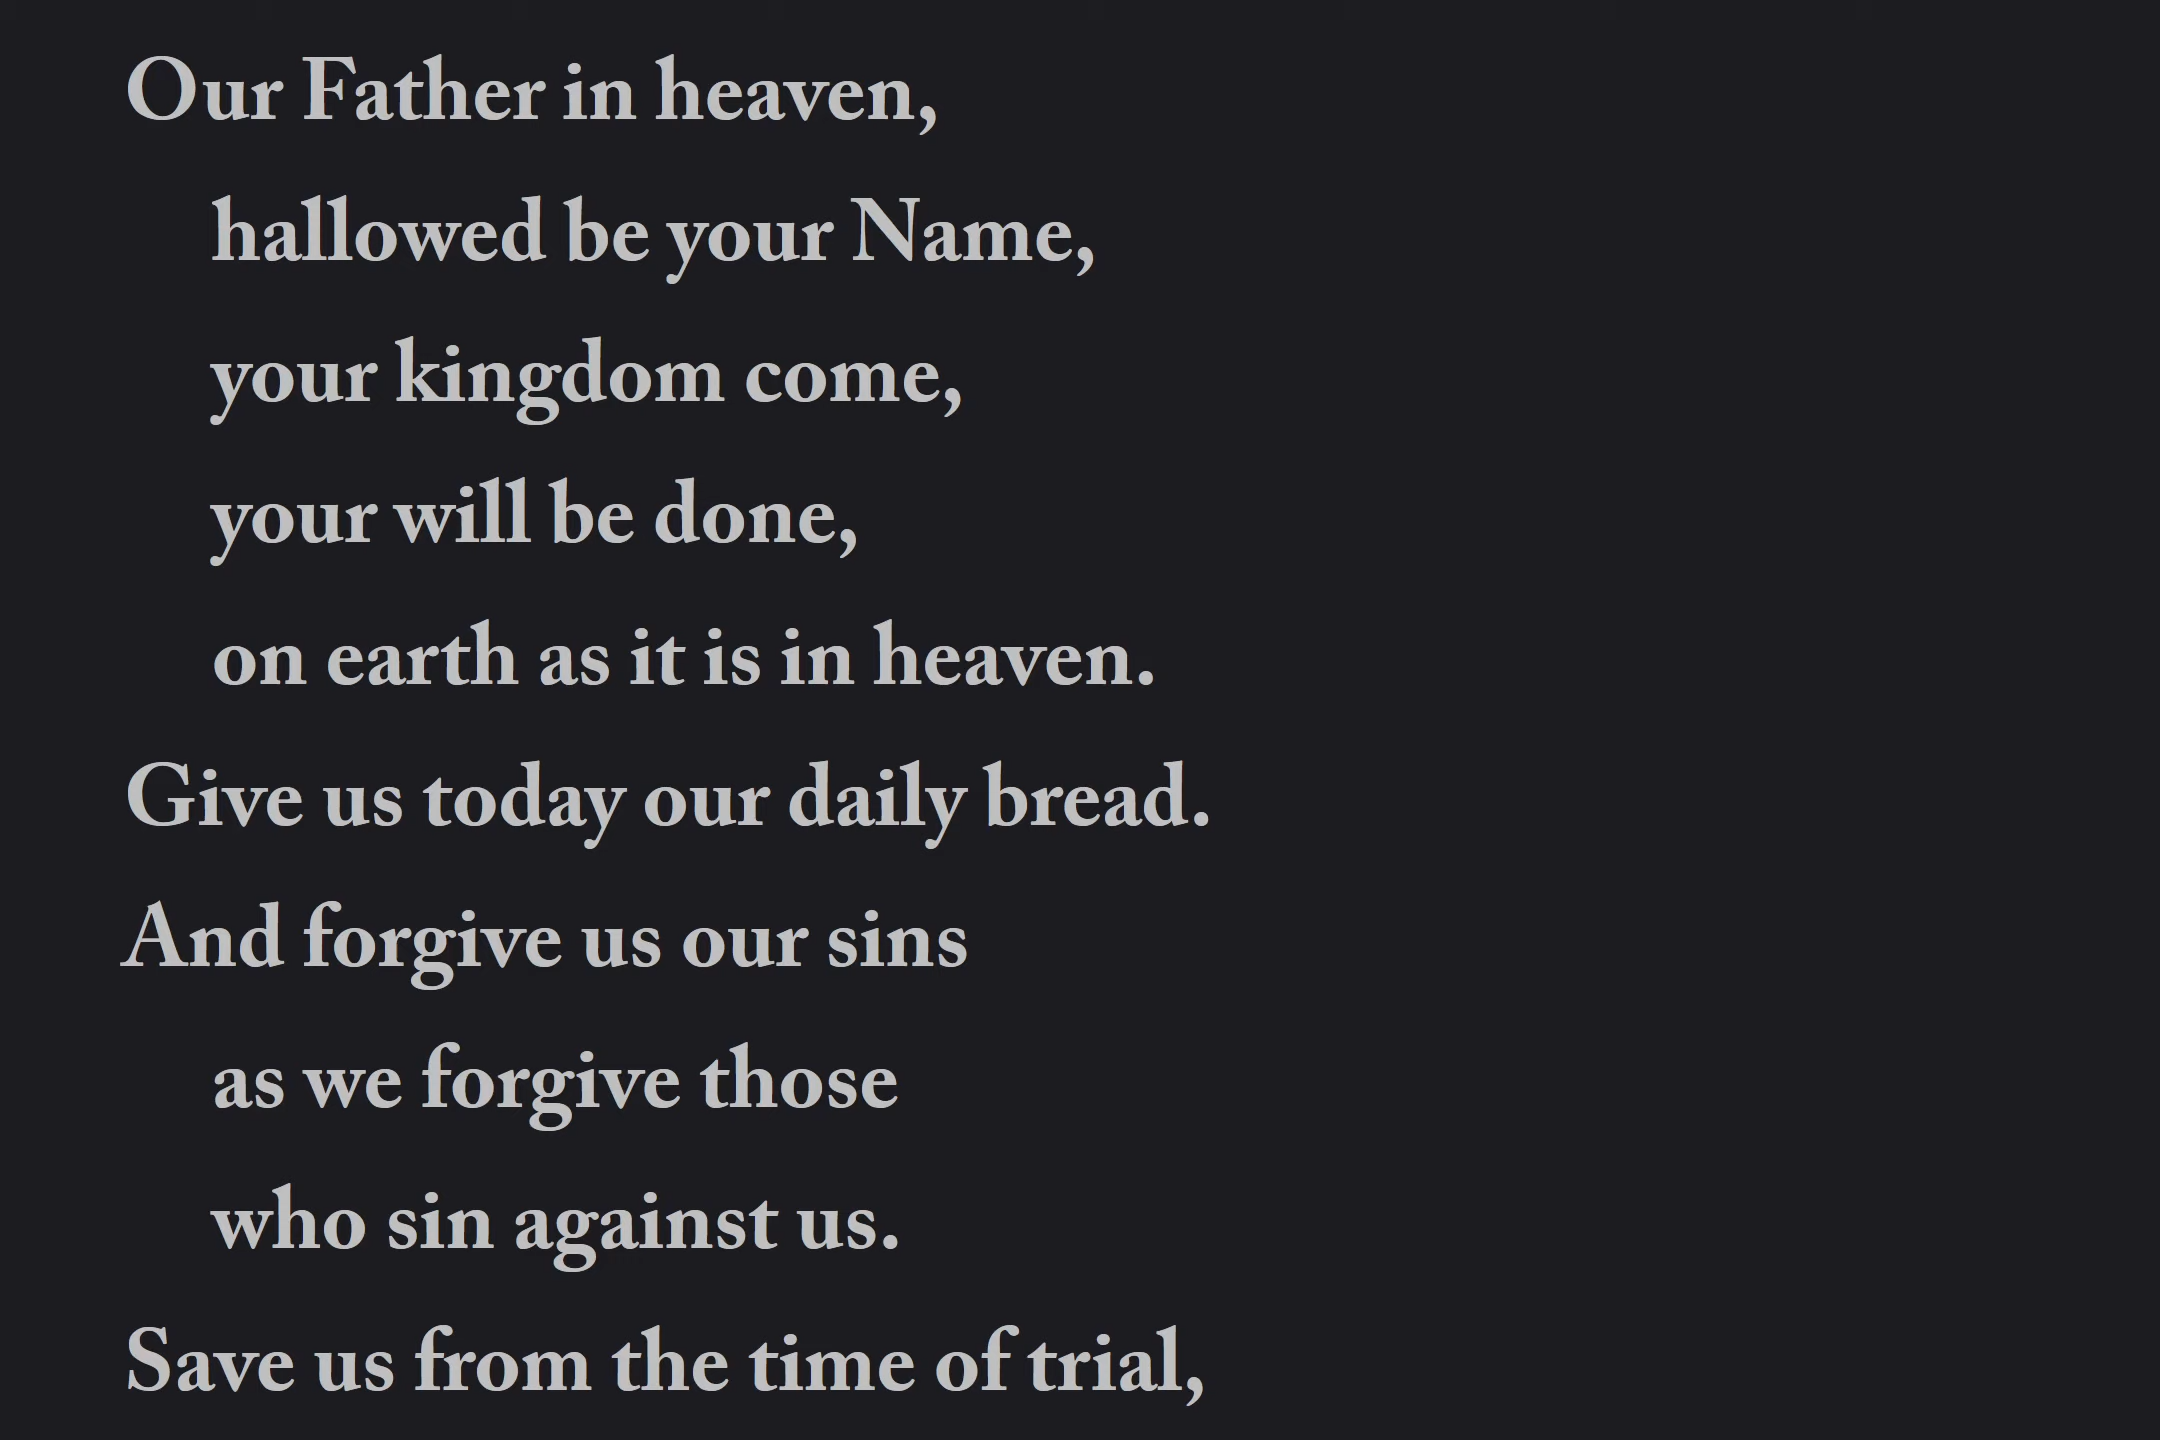 Our Father in heaven,
hallowed be your Name,
your kingdom come,
your will be done,
on earth as it is in heaven.
Give us today our daily bread.
And forgive us our sins
as we forgive those
who sin against us.
Save us from the time of trial,